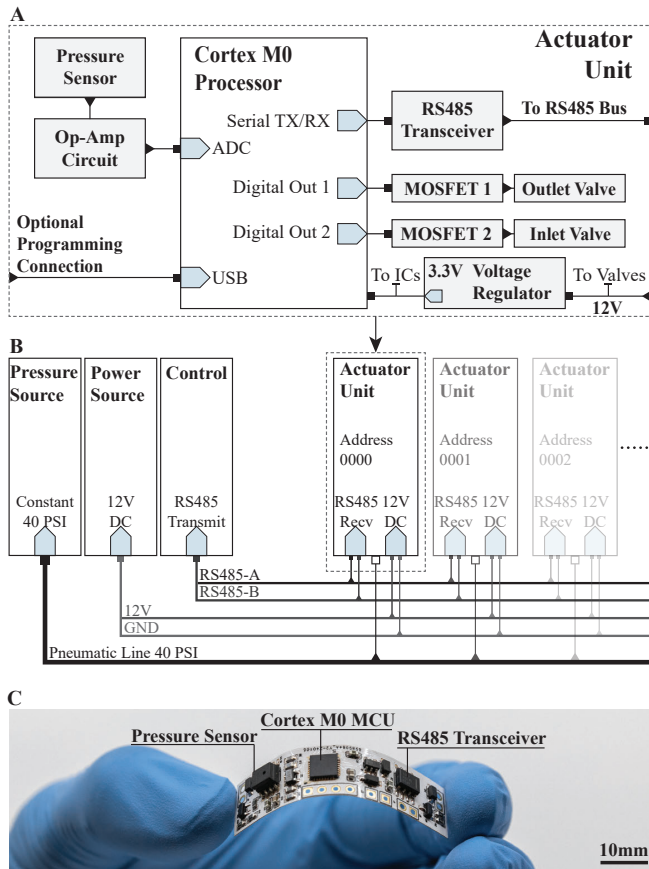 A
Actuator
Unit
Pressure
Sensor
Op-Amp
Circuit
Cortex M0
Processor
Serial TX/RX
ADC
Digital Out 1
Digital Out 2
USB
RS485
Transceiver
To RS485 Bus
MOSFET 1
Outlet Valve
MOSFET 2
Inlet Valve
Optional
Programming
Connection
To ICs
3.3V Voltage
Regulator
To Valves
12V
B
Pressure
Source
Constant
40 PSI
Power
Source
12V
DC
Control
RS485
Transmit
Actuator
Unit
Address
0000
RS485
Recv
12V
DC
Actuator
Unit
Address
0001
RS485
Recv
12V
DC
Actuator
Unit
Address
0002
RS485
Recv
12V
DC
......
RS485-A
RS485-B
12V
GND
Pneumatic Line 40 PSI
C
Cortex M0 MCU
Pressure Sensor
RS485 Transceiver
10mm